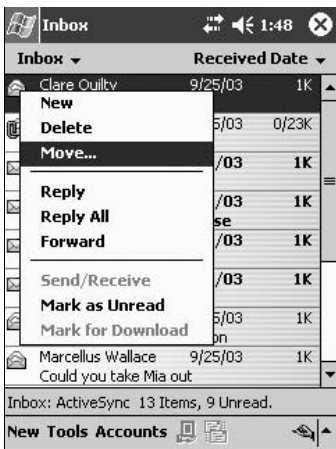 Inbox 1:48
Inbox Received Date
Clare Quilty 9/25/03 1K
New
Delete 5/03 0/23K
Move...
/03 1K
Reply /03 1K
Reply All se
Forward /03 1K
Send/Receive /03 1K
Mark as Unread
5/03 1K
Mark for Download on
Marcellus Wallace 9/25/03 1K
Could you take Mia out
Inbox: ActiveSync 13 Items, 9 Unread.
New Tools Accounts